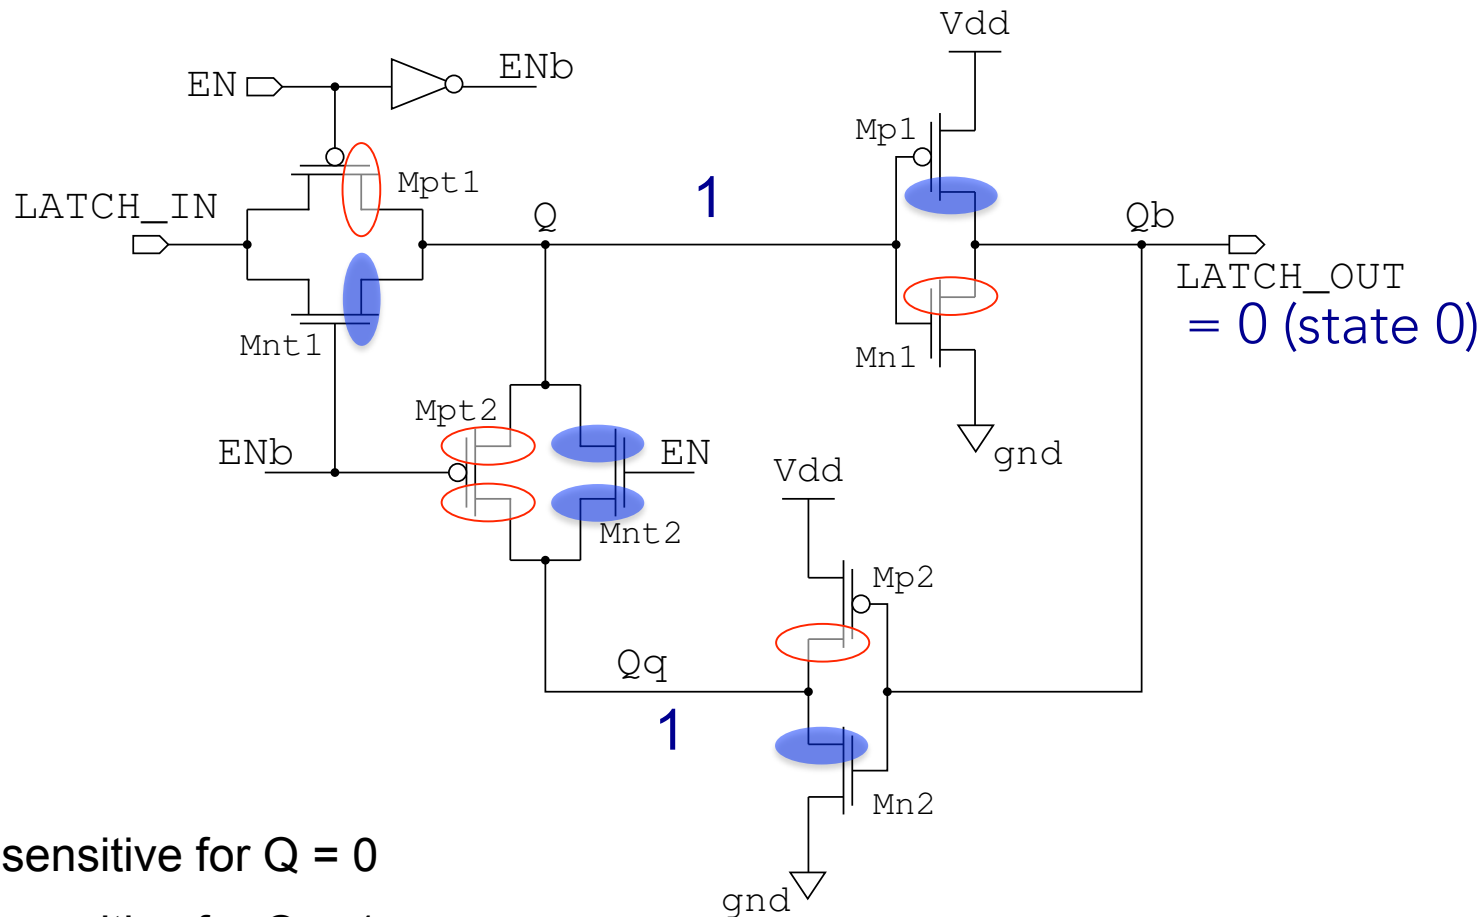 Vdd
EN
ENb
Mp1
Mpt1
LATCH_IN
1
Q
Qb
LATCH_OUT
= 0 (state 0)
Mnt1
Mn1
Mpt2
ENb
EN
gnd
Vdd
Mnt2
Mp2
Qq
1
Mn2
sensitive for Q = 0
gnd